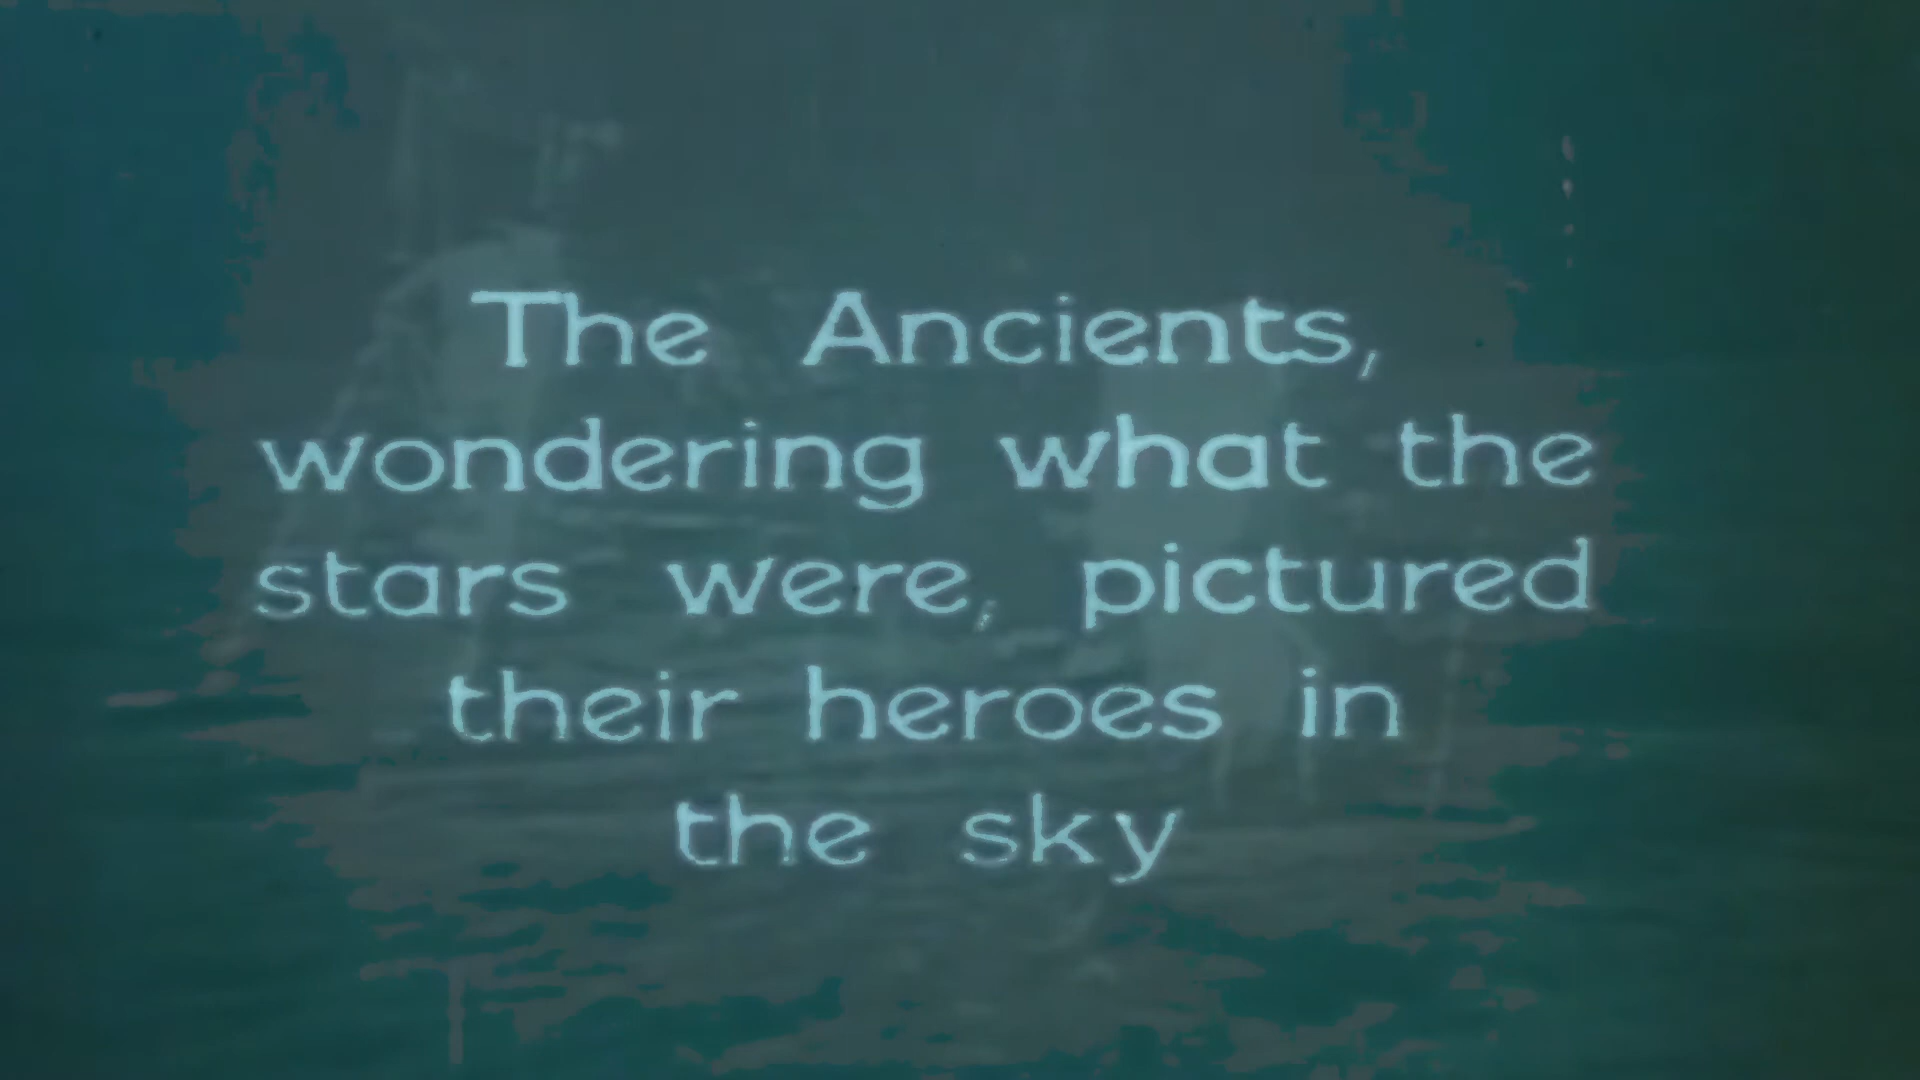 The Ancients,
wondering what the
stars were, pictured
their heroes in
the sky